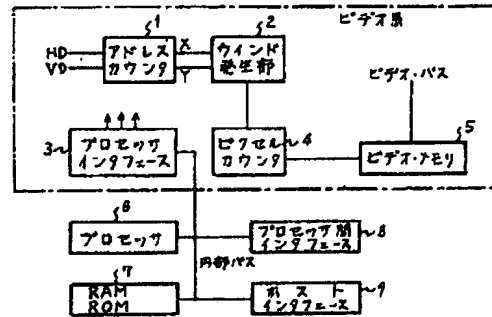 ビデオ系
1
2
HD
VD
アドレス
カウンタ
X
Y
ウインド
発生部
ビデオ・バス
3
プロセッサ
インタフェース
ピクセル
カウンタ
4
5
ビデオ・メモリ
6
プロセッサ
プロセッサ間
インタフェース
8
内部バス
7
RAM
ROM
ホスト
インタフェース
9